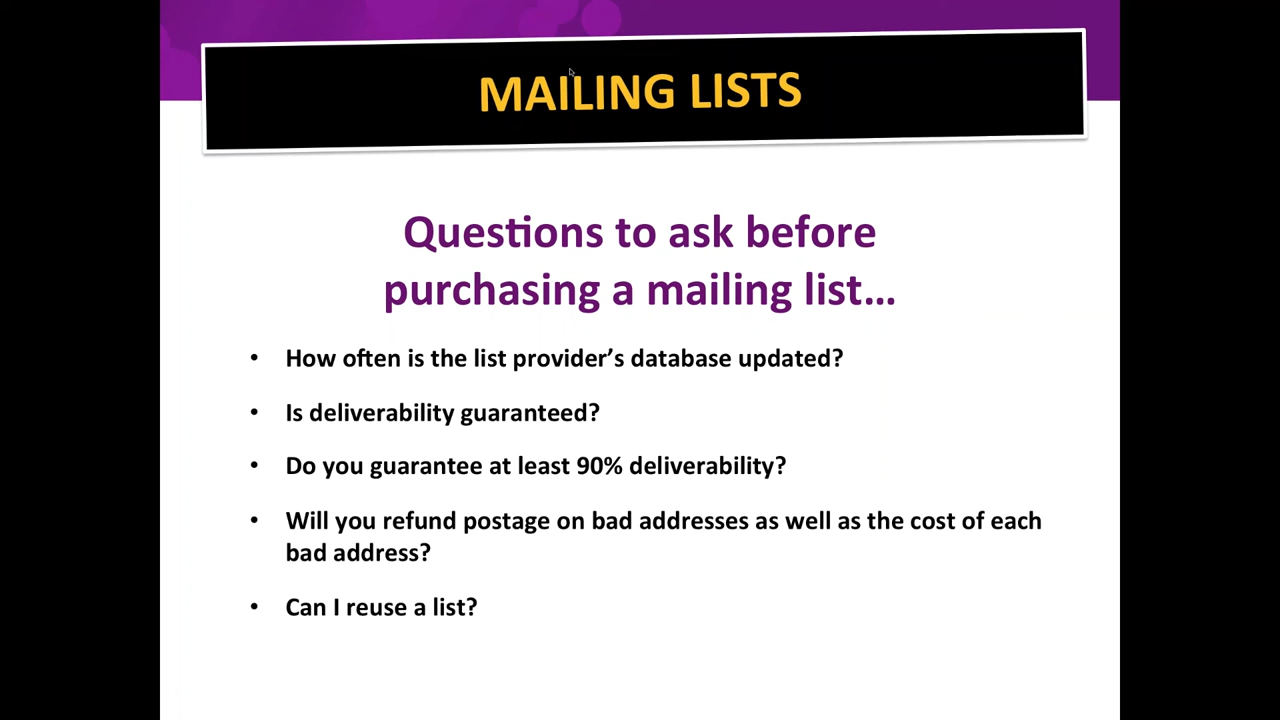 MAILING LISTS
Questions to ask before
purchasing a mailing list...
• How often is the list provider’s database updated?
• Is deliverability guaranteed?
• Do you guarantee at least 90% deliverability?
• Will you refund postage on bad addresses as well as the cost of each
bad address?
• Can I reuse a list?